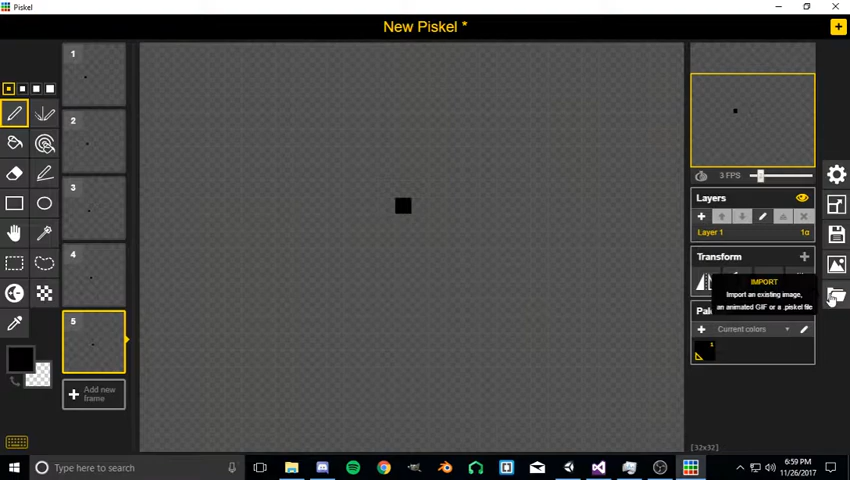 Piskel
New Piskel *
1
2
3
4
5
Add new
frame
3 FPS
Layers
Layer 1
1α
Transform
IMPORT
Import an existing image,
an animated GIF or a .piskel file
Pal
Current colors
1
[32x32]
Type here to search
6:59 PM
11/26/2017